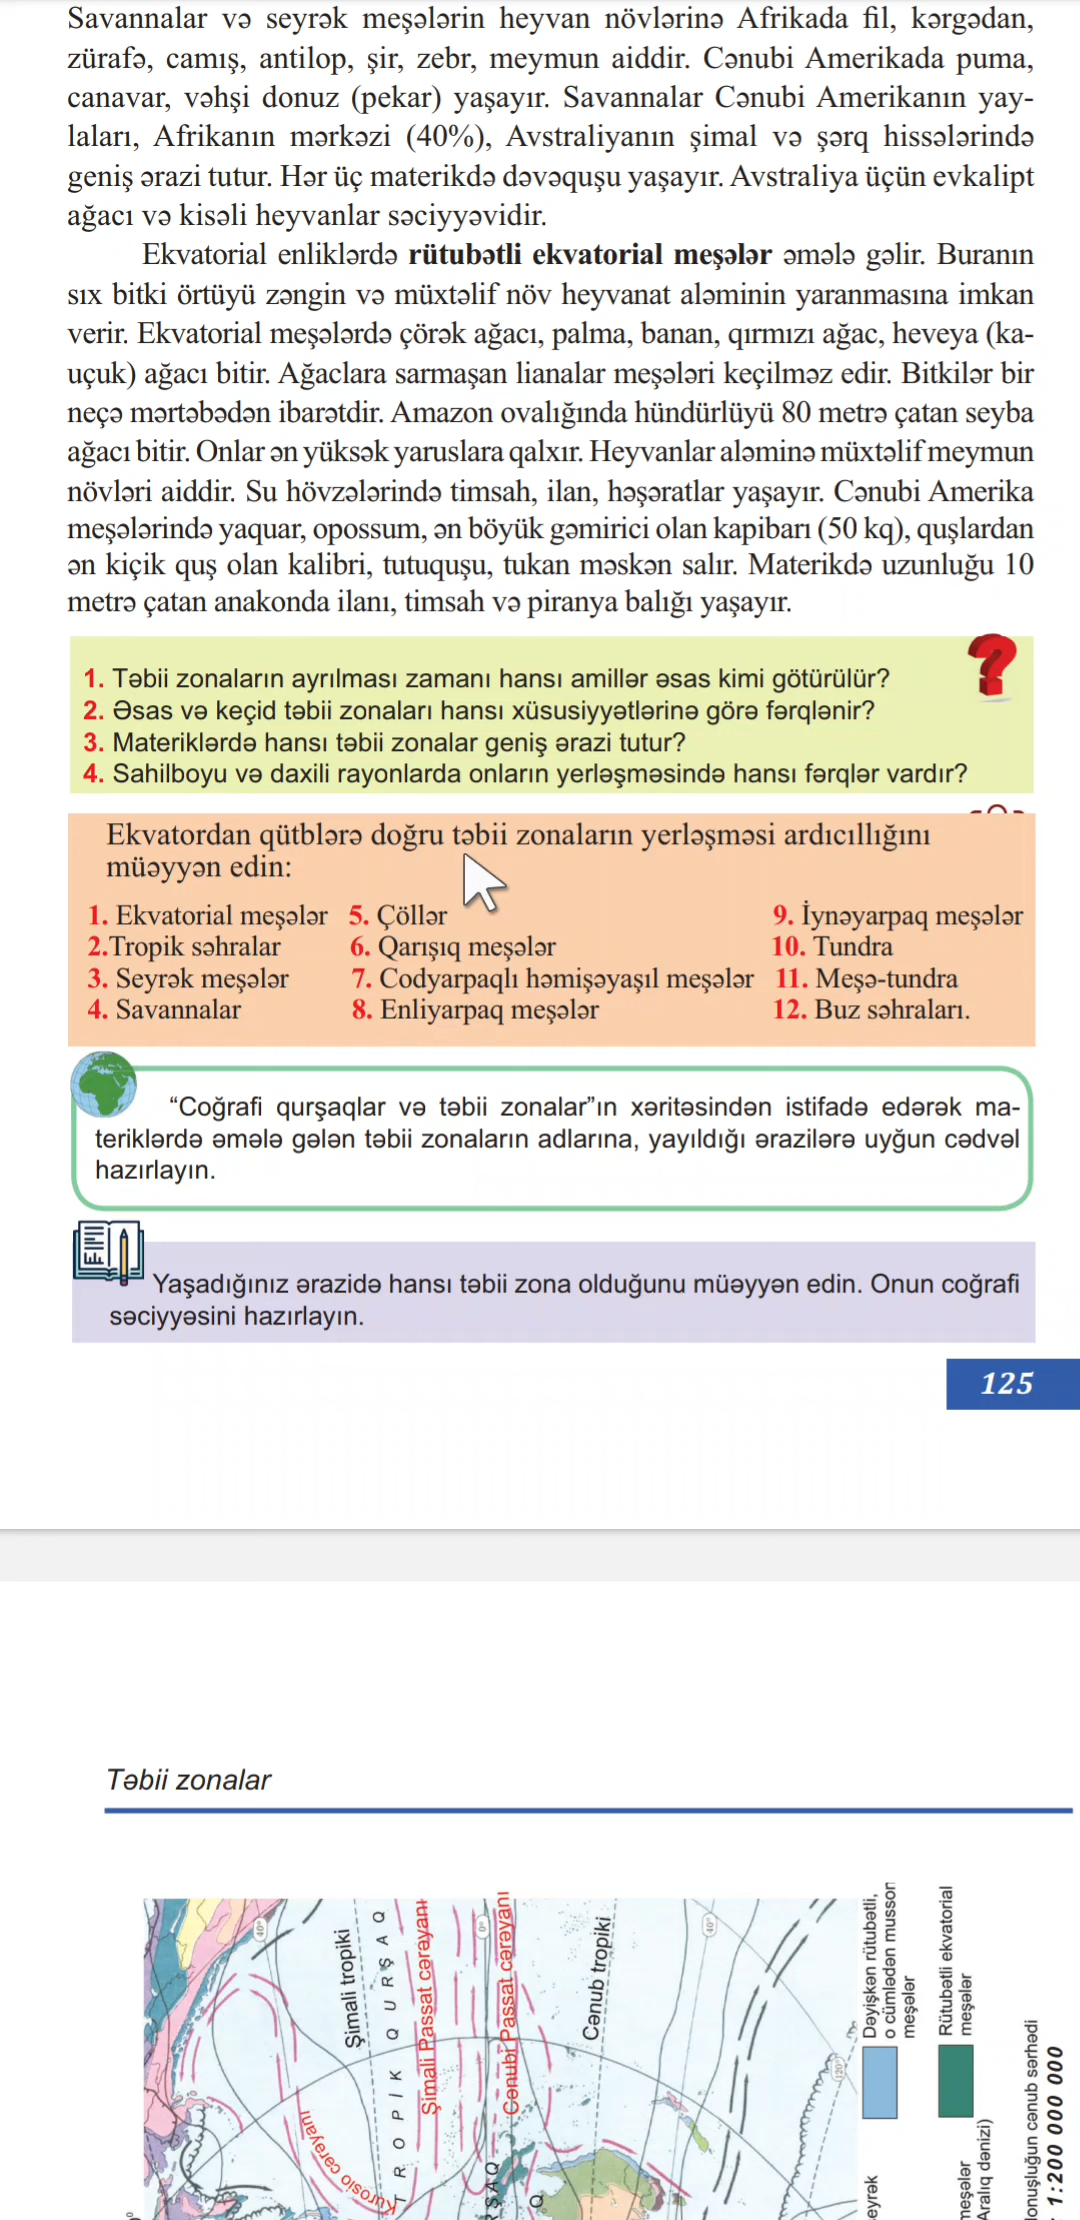 Savannalar və seyrək meşələrin heyvan növlərinə Afrikada fil, kərgədan,
zürafə, camış, antilop, şir, zebr, meymun aiddir. Cənubi Amerikada puma,
canavar, vəhşi donuz (pekar) yaşayır. Savannalar Cənubi Amerikanın yay-
laları, Afrikanın mərkəzi (40%), Avstraliyanın şimal və şərq hissələrində
geniş ərazi tutur. Hər üç materikdə dəvəquşu yaşayır. Avstraliya üçün evkalipt
ağacı və kisəli heyvanlar səciyyəvidir.
Ekvatorial enliklərdə rütubətli ekvatorial meşələr əmələ gəlir. Buranın
sıx bitki örtüyü zəngin və müxtəlif növ heyvanat aləminin yaranmasına imkan
verir. Ekvatorial meşələrdə çörək ağacı, palma, banan, qırmızı ağac, heveya (ka-
uçuk) ağacı bitir. Ağaclara sarmaşan lianalar meşələri keçilməz edir. Bitkilər bir
neçə mərtəbədən ibarətdir. Amazon ovalığında hündürlüyü 80 metrə çatan seyba
ağacı bitir. Onlar ən yüksək yaruslara qalxır. Heyvanlar aləminə müxtəlif meymun
növləri aiddir. Su hövzələrində timsah, ilan, həşəratlar yaşayır. Cənubi Amerika
meşələrində yaquar, opossum, ən böyük gəmirici olan kapibarı (50 kq), quşlardan
ən kiçik quş olan kalibri, tutuquşu, tukan məskən salır. Materikdə uzunluğu 10
metrə çatan anakonda ilanı, timsah və piranya balığı yaşayır.
1. Təbii zonaların ayrılması zamanı hansı amillər əsas kimi götürülür?
2. Əsas və keçid təbii zonaları hansı xüsusiyyətlərinə görə fərqlənir?
3. Materiklərdə hansı təbii zonalar geniş ərazi tutur?
4. Sahilboyu və daxili rayonlarda onların yerləşməsində hansı fərqlər vardır?
?
Ekvatordan qütblərə doğru təbii zonaların yerləşməsi ardıcıllığını
müəyyən edin:
1. Ekvatorial meşələr 5. Çöllər 9. İynəyarpaq meşələr
2.Tropik səhralar 6. Qarışıq meşələr 10. Tundra
3. Seyrək meşələr 7. Codyarpaqlı həmişəyaşıl meşələr 11. Meşə-tundra
4. Savannalar 8. Enliyarpaq meşələr 12. Buz səhraları.
“Coğrafi qurşaqlar və təbii zonalar”ın xəritəsindən istifadə edərək ma-
teriklərdə əmələ gələn təbii zonaların adlarına, yayıldığı ərazilərə uyğun cədvəl
hazırlayın.
Yaşadığınız ərazidə hansı təbii zona olduğunu müəyyən edin. Onun coğrafi
səciyyəsini hazırlayın.
125
Təbii zonalar
40°
Şimali tropiki
TROPİK QURŞAQ
Şimali Passat cərəyanı
0°
Cənubi Passat cərəyanı
Cənub tropiki
40°
120°
Kurosio cərəyanı
RŞAQ
Q
Dəyişkən rütubətli,
o cümlədən musson
meşələr
Rütubətli ekvatorial
meşələr
eyrək
meşələr
Aralıq dənizi)
onuşluğun cənub sərhədi
1:200 000 000